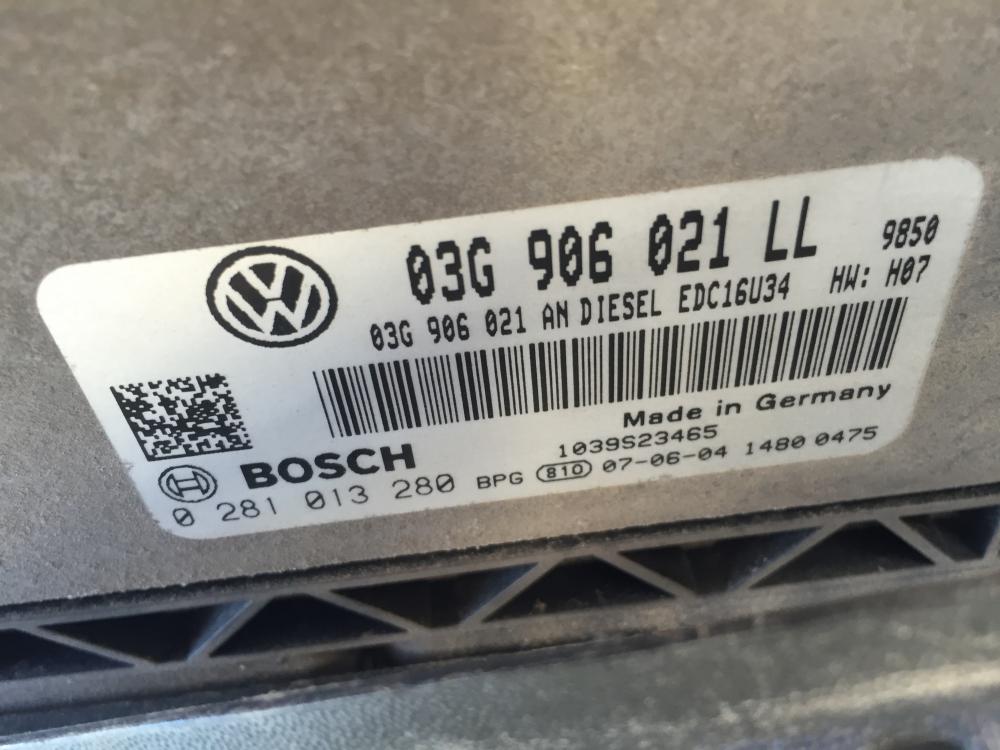 03G 906 021 LL 9850
03G 906 021 AN DIESEL EDC16U34 HW: H07
Made in Germany
BOSCH 1039S23465
0 281 013 280 BPG 810 07-06-04 1480 0475